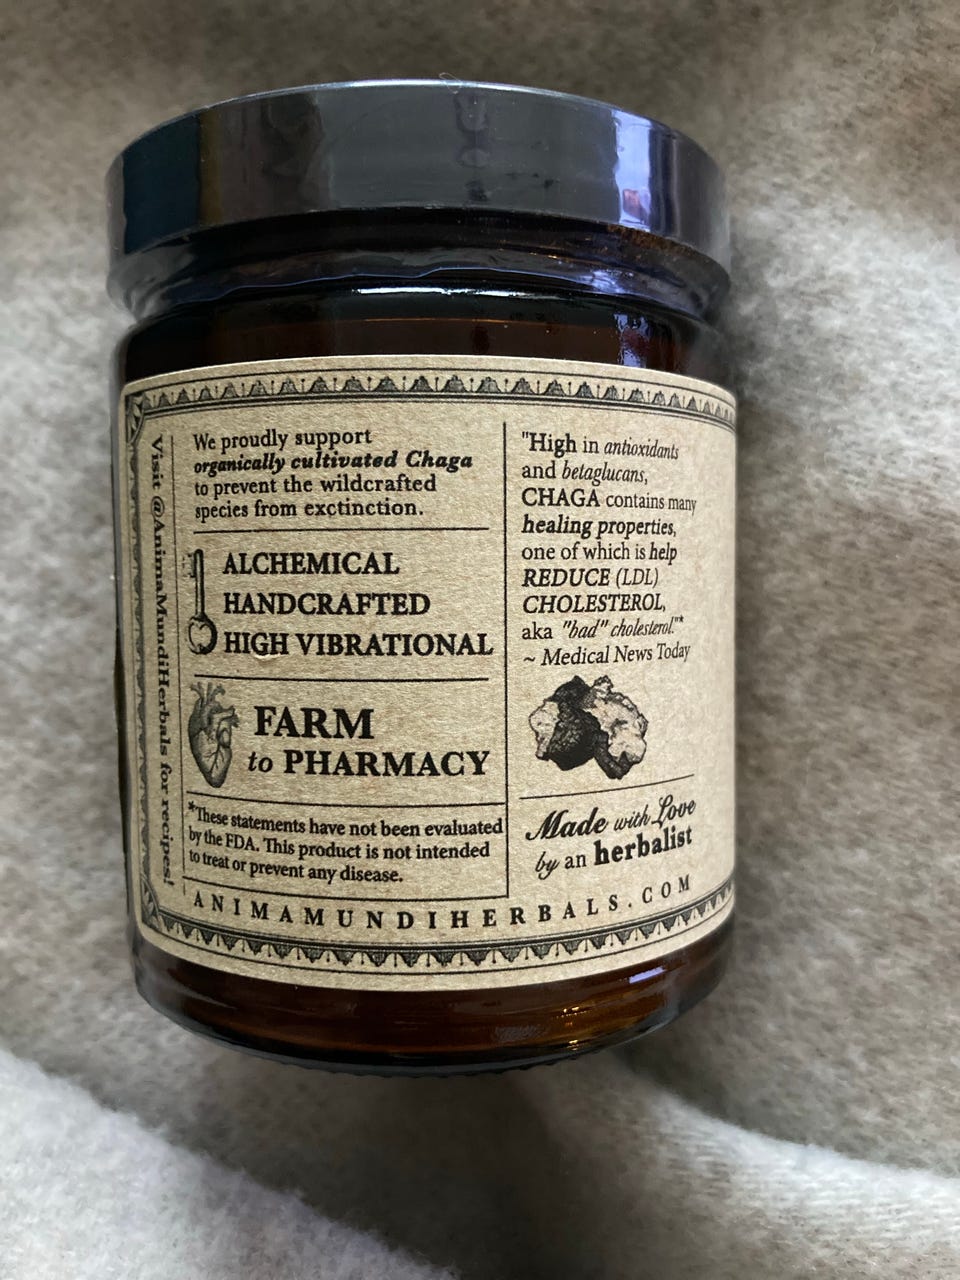 Visit @AnimaMundiHerbals for recipes!
We proudly support
organically cultivated Chaga
to prevent the wildcrafted
species from exctinction.
ALCHEMICAL
HANDCRAFTED
HIGH VIBRATIONAL
FARM
to PHARMACY
*These statements have not been evaluated
by the FDA. This product is not intended
to treat or prevent any disease.
"High in antioxidants
and betaglucans,
CHAGA contains many
healing properties,
one of which is help
REDUCE (LDL)
CHOLESTEROL,
aka "bad" cholesterol."*
~ Medical News Today
Made with Love
by an herbalist
ANIMAMUNDIHERBALS.COM